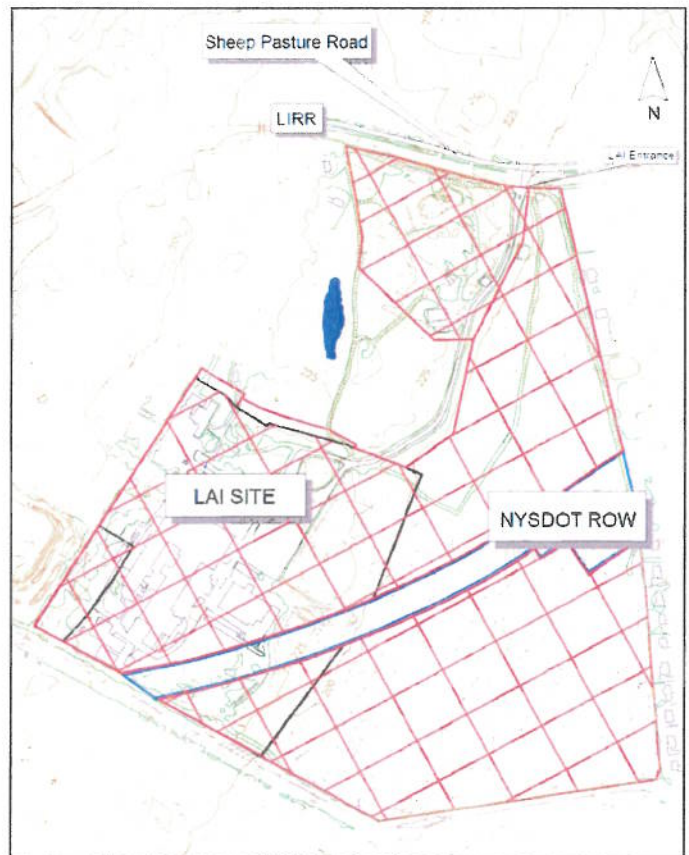 Sheep Pasture Road
LIRR
N
LAI Entrance
LAI SITE
NYSDOT ROW